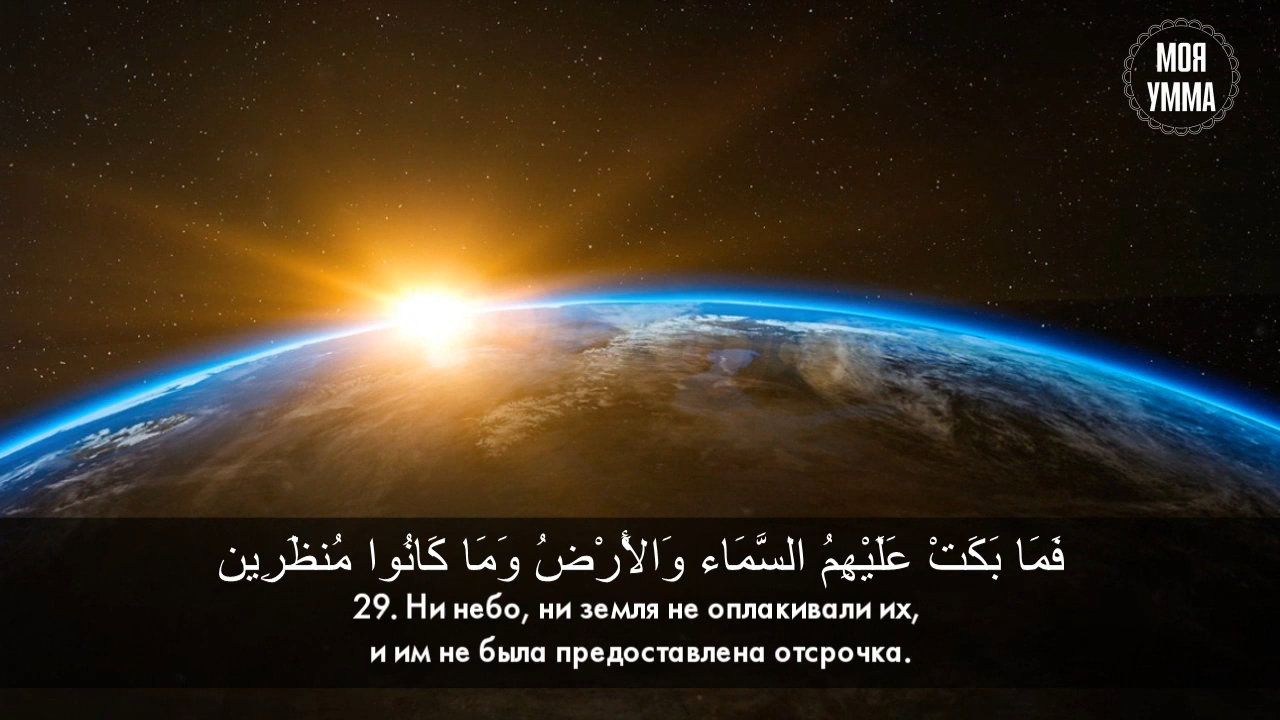 МОЯ
УММА
فَمَا بَكَتْ عَلَيْهِمُ السَّمَاء وَالأَرْضُ وَمَا كَانُوا مُنظَرِين
29. Ни небо, ни земля не оплакивали их,
и им не была предоставлена отсрочка.